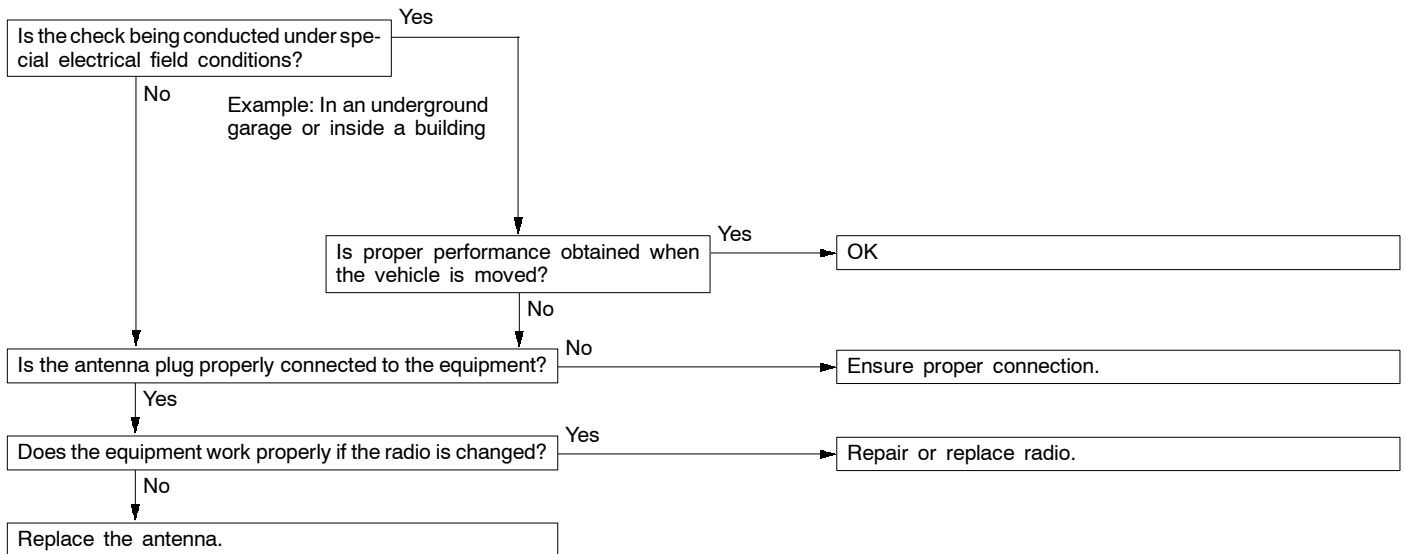 Yes
Is the check being conducted under spe-
cial electrical field conditions?
No
Example: In an underground
garage or inside a building
Is proper performance obtained when
the vehicle is moved?
Yes
OK
No
Is the antenna plug properly connected to the equipment?
No
Ensure proper connection.
Yes
Does the equipment work properly if the radio is changed?
Yes
Repair or replace radio.
No
Replace the antenna.